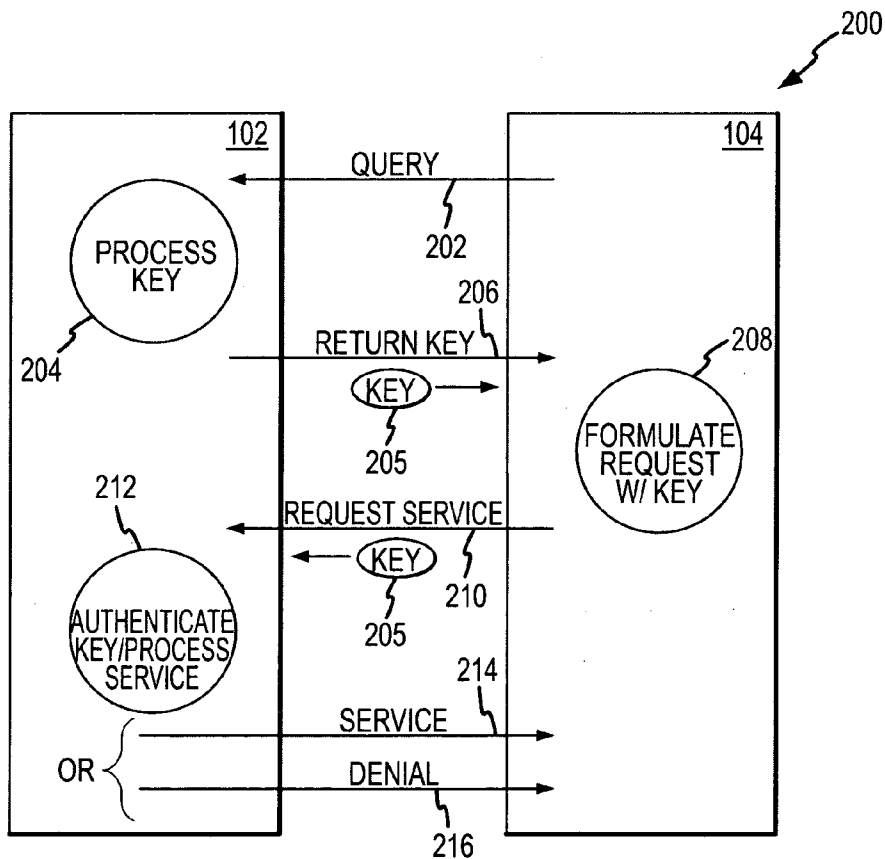 200
102
104
QUERY
202
PROCESS
KEY
204
206
RETURN KEY
KEY
205
208
FORMULATE
REQUEST
W/ KEY
212
REQUEST SERVICE
KEY
205
210
AUTHENTICATE
KEY/PROCESS
SERVICE
214
SERVICE
OR
DENIAL
216